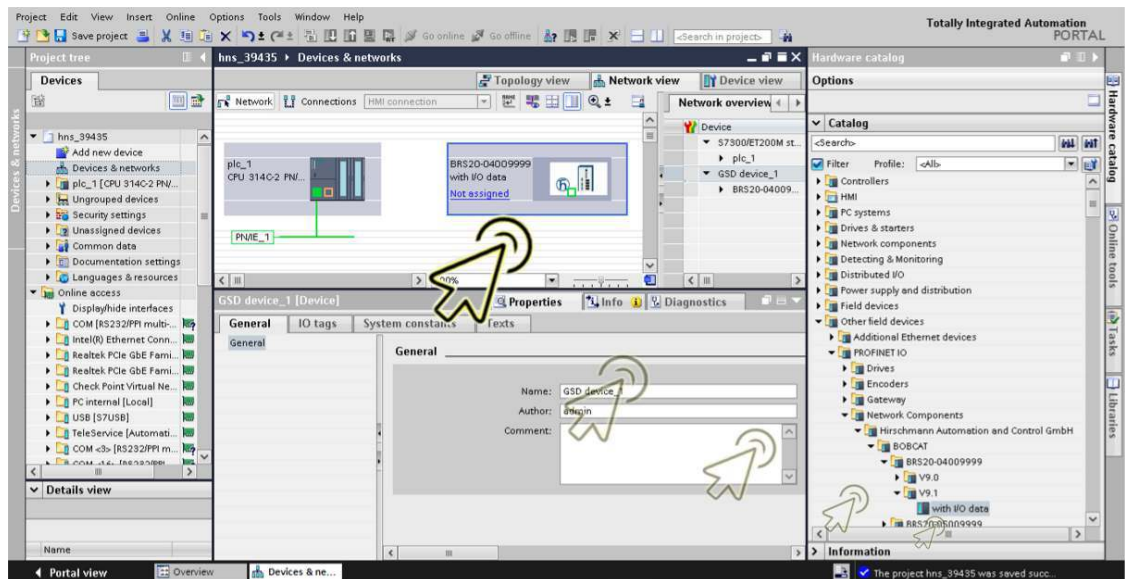 Project Edit View Insert Online Options Tools Window Help
Totally Integrated Automation
PORTAL
Save project
Go online
Go offline
<Search in project>
Project tree
hns_39435 ▸ Devices & networks
Hardware catalog
Devices
Topology view
Network view
Device view
Options
Network
Connections
HMI connection
Network overview
Devices & networks
hns_39435
Add new device
Devices & networks
plc_1 [CPU 314C-2 PN/...
Ungrouped devices
Security settings
Unassigned devices
Common data
Documentation settings
Languages & resources
Online access
Display/hide interfaces
COM [RS232/PPI multi-...
Intel(R) Ethernet Conn...
Realtek PCIe GbE Fami...
Realtek PCIe GbE Fami...
Check Point Virtual Ne...
PC internal [Local]
USB [S7USB]
TeleService [Automati...
COM <3> [RS232/PPI m...
Details view
Name
plc_1
CPU 314C-2 PN/...
BRS20-04009999
with I/O data
Not assigned
PN/IE_1
Device
S7300/ET200M st...
plc_1
GSD device_1
BRS20-04009...
GSD device_1 [Device]
Properties
Info
Diagnostics
General
IO tags
System constants
Texts
General
General
Name: GSD device_1
Author: admin
Comment:
Catalog
<Search>
Filter
Profile: <All>
Controllers
HMI
PC systems
Drives & starters
Network components
Detecting & Monitoring
Distributed I/O
Power supply and distribution
Field devices
Other field devices
Additional Ethernet devices
PROFINET IO
Drives
Encoders
Gateway
Network Components
Hirschmann Automation and Control GmbH
BOBCAT
BRS20-04009999
V9.0
V9.1
with I/O data
BRS20-05009999
Information
Hardware catalog
Online tools
Tasks
Libraries
Portal view
Overview
Devices & ne...
The project hns_39435 was saved succ...